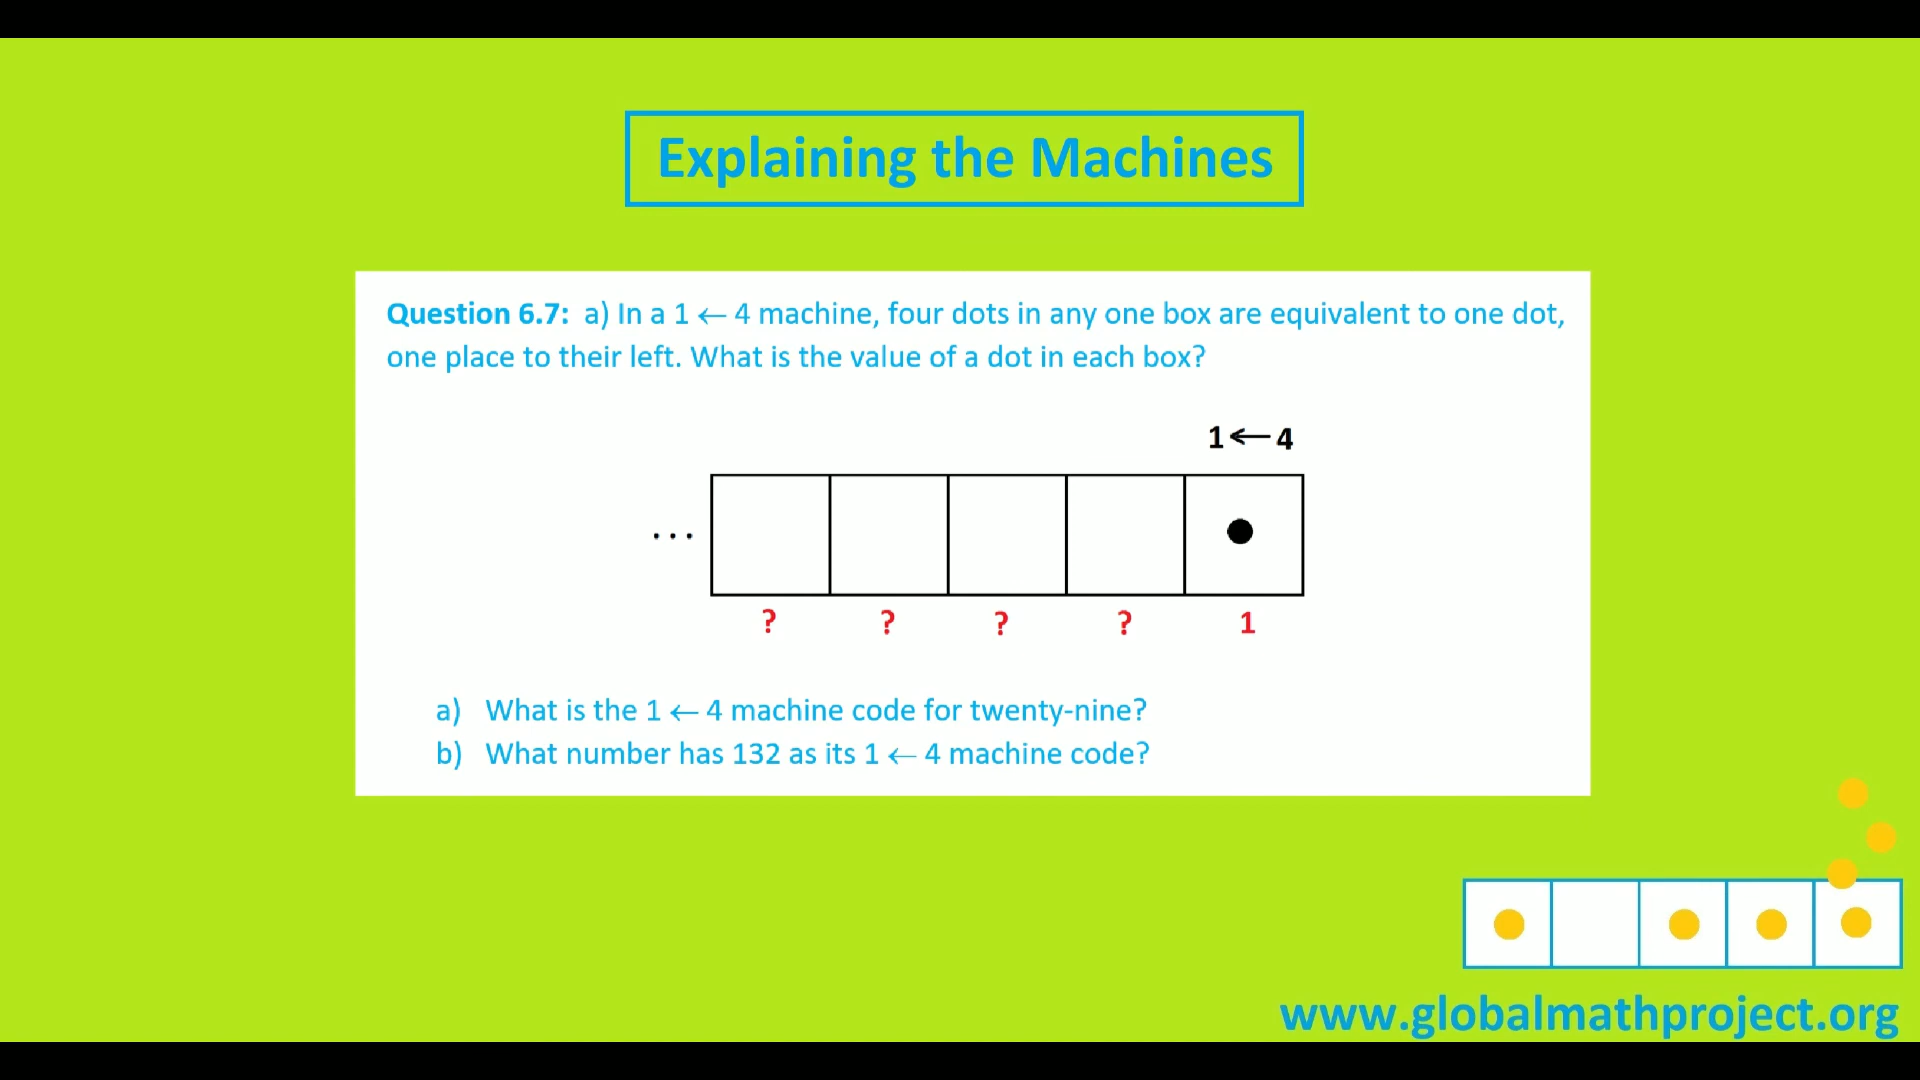 Explaining the Machines
Question 6.7: a) In a 1 ← 4 machine, four dots in any one box are equivalent to one dot,
one place to their left. What is the value of a dot in each box?
1 ← 4
...
? ? ? ? 1
a) What is the 1 ← 4 machine code for twenty-nine?
b) What number has 132 as its 1 ← 4 machine code?
www.globalmathproject.org